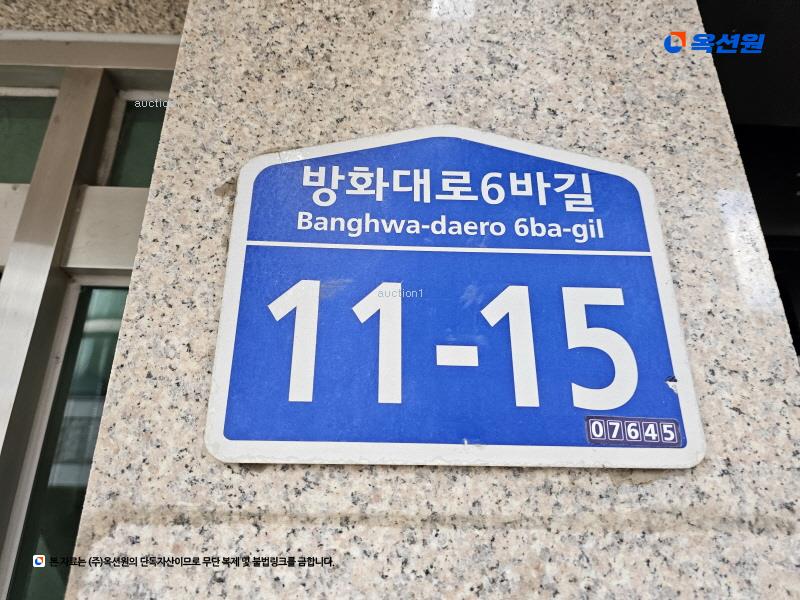 옥션원
auction
방화대로6바길
Banghwa-daero 6ba-gil
auction1
11-15
07645
본 자료는 (주)옥션원의 단독자산이므로 무단 복제 및 불법링크를 금합니다.